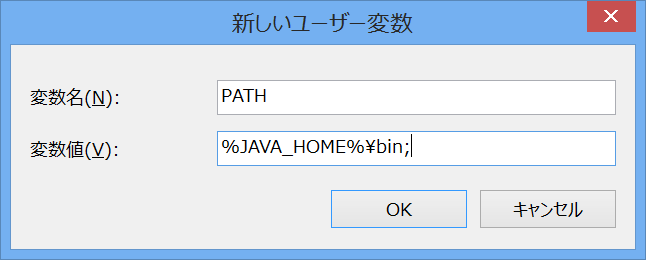 新しいユーザー変数
変数名(N):
PATH
変数値(V):
%JAVA_HOME%¥bin;
OK
キャンセル